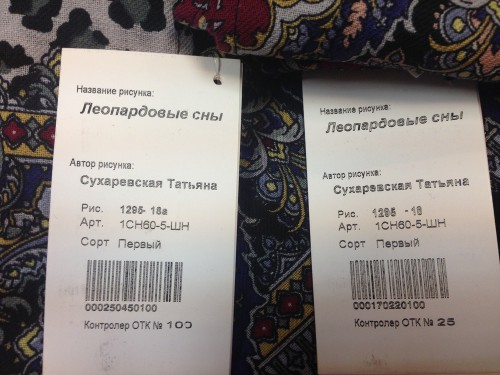 Название рисунка:
Леопардовые сны
Автор рисунка:
Сухаревская Татьяна
Рис. 1295- 18а
Арт. 1СН60-5-ШН
Сорт Первый
000250450100
Контролер ОТК № 100
Название рисунка:
Леопардовые сны
Автор рисунка:
Сухаревская Татьяна
Рис. 1295 - 18
Арт. 1СН60-5-ШН
Сорт Первый
000170220100
Контролер ОТК № 25